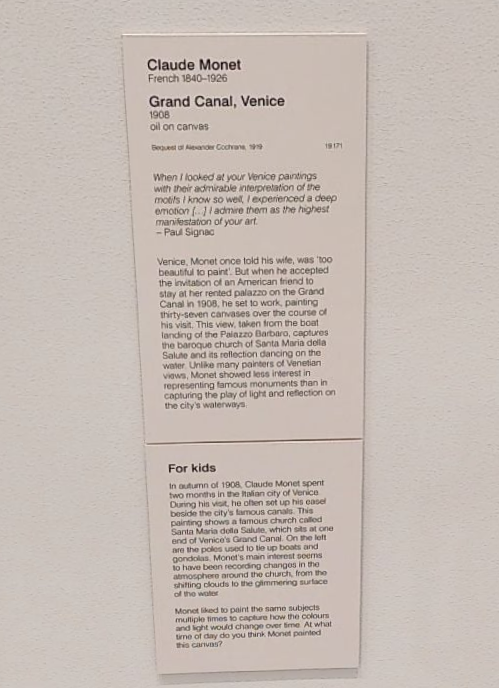 Claude Monet
French 1840–1926
Grand Canal, Venice
1908
oil on canvas
Bequest of Alexander Cochrane, 1919 19.171
When I looked at your Venice paintings
with their admirable interpretation of the
motifs I know so well, I experienced a deep
emotion [...] I admire them as the highest
manifestation of your art.
– Paul Signac
Venice, Monet once told his wife, was 'too
beautiful to paint'. But when he accepted
the invitation of an American friend to
stay at her rented palazzo on the Grand
Canal in 1908, he set to work, painting
thirty-seven canvases over the course of
his visit. This view, taken from the boat
landing of the Palazzo Barbaro, captures
the baroque church of Santa Maria della
Salute and its reflection dancing on the
water. Unlike many painters of Venetian
views, Monet showed less interest in
representing famous monuments than in
capturing the play of light and reflection on
the city's waterways.
For kids
In autumn of 1908, Claude Monet spent
two months in the Italian city of Venice.
During his visit, he often set up his easel
beside the city's famous canals. This
painting shows a famous church called
Santa Maria della Salute, which sits at one
end of Venice's Grand Canal. On the left
are the poles used to tie up boats and
gondolas. Monet's main interest seems
to have been recording changes in the
atmosphere around the church, from the
shifting clouds to the glimmering surface
of the water.
Monet liked to paint the same subjects
multiple times to capture how the colours
and light would change over time. At what
time of day do you think Monet painted
this canvas?